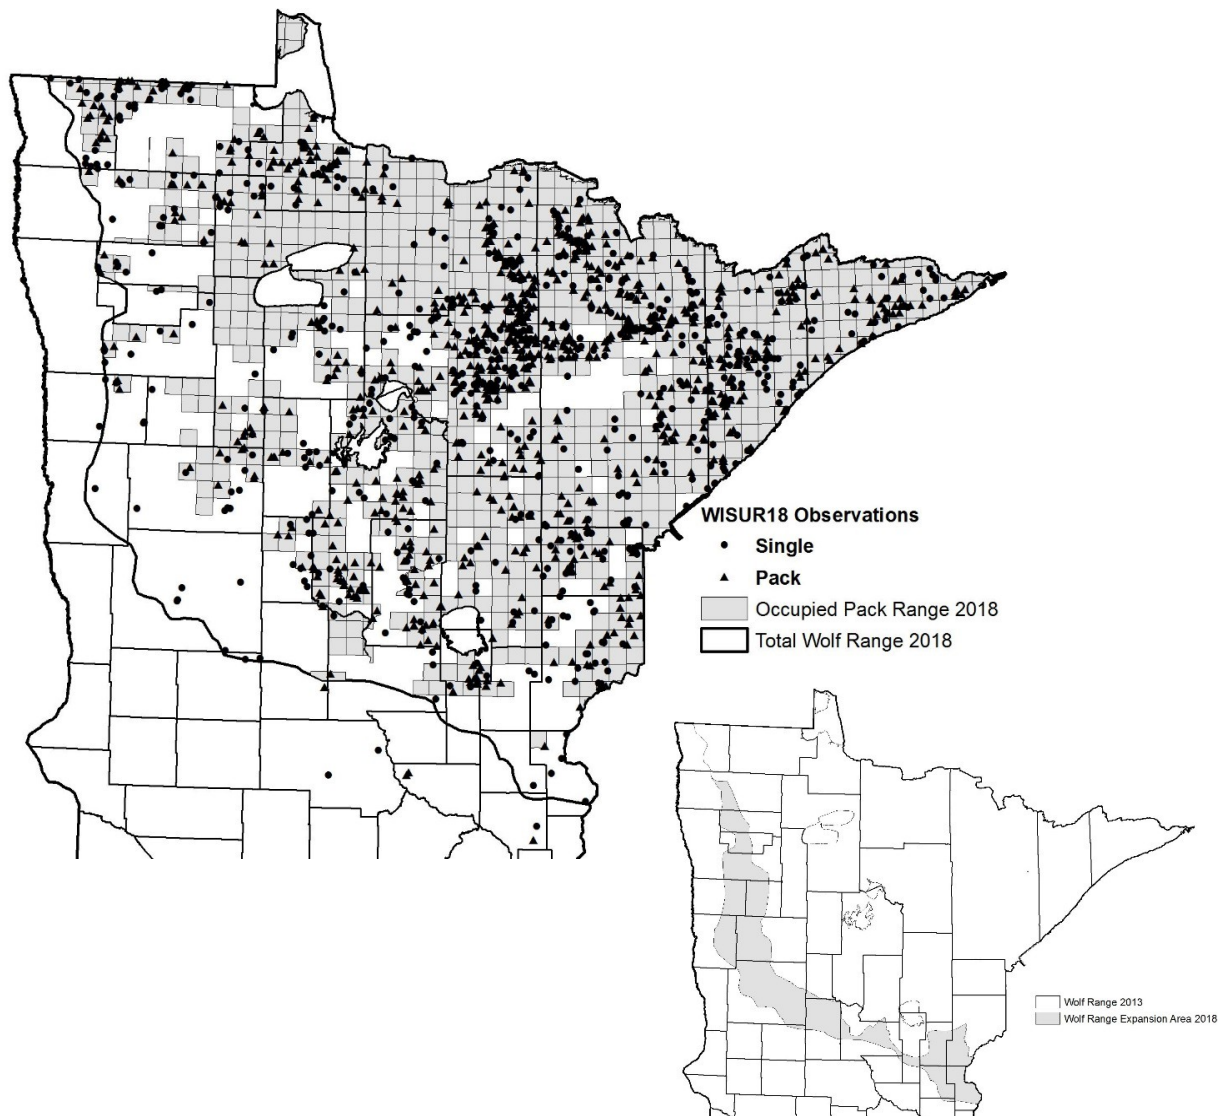 WISUR18 Observations
Single
Pack
Occupied Pack Range 2018
Total Wolf Range 2018
Wolf Range 2013
Wolf Range Expansion Area 2018